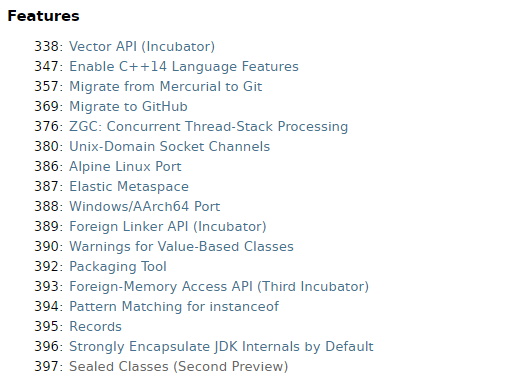 Features
338: Vector API (Incubator)
347: Enable C++14 Language Features
357: Migrate from Mercurial to Git
369: Migrate to GitHub
376: ZGC: Concurrent Thread-Stack Processing
380: Unix-Domain Socket Channels
386: Alpine Linux Port
387: Elastic Metaspace
388: Windows/AArch64 Port
389: Foreign Linker API (Incubator)
390: Warnings for Value-Based Classes
392: Packaging Tool
393: Foreign-Memory Access API (Third Incubator)
394: Pattern Matching for instanceof
395: Records
396: Strongly Encapsulate JDK Internals by Default
397: Sealed Classes (Second Preview)